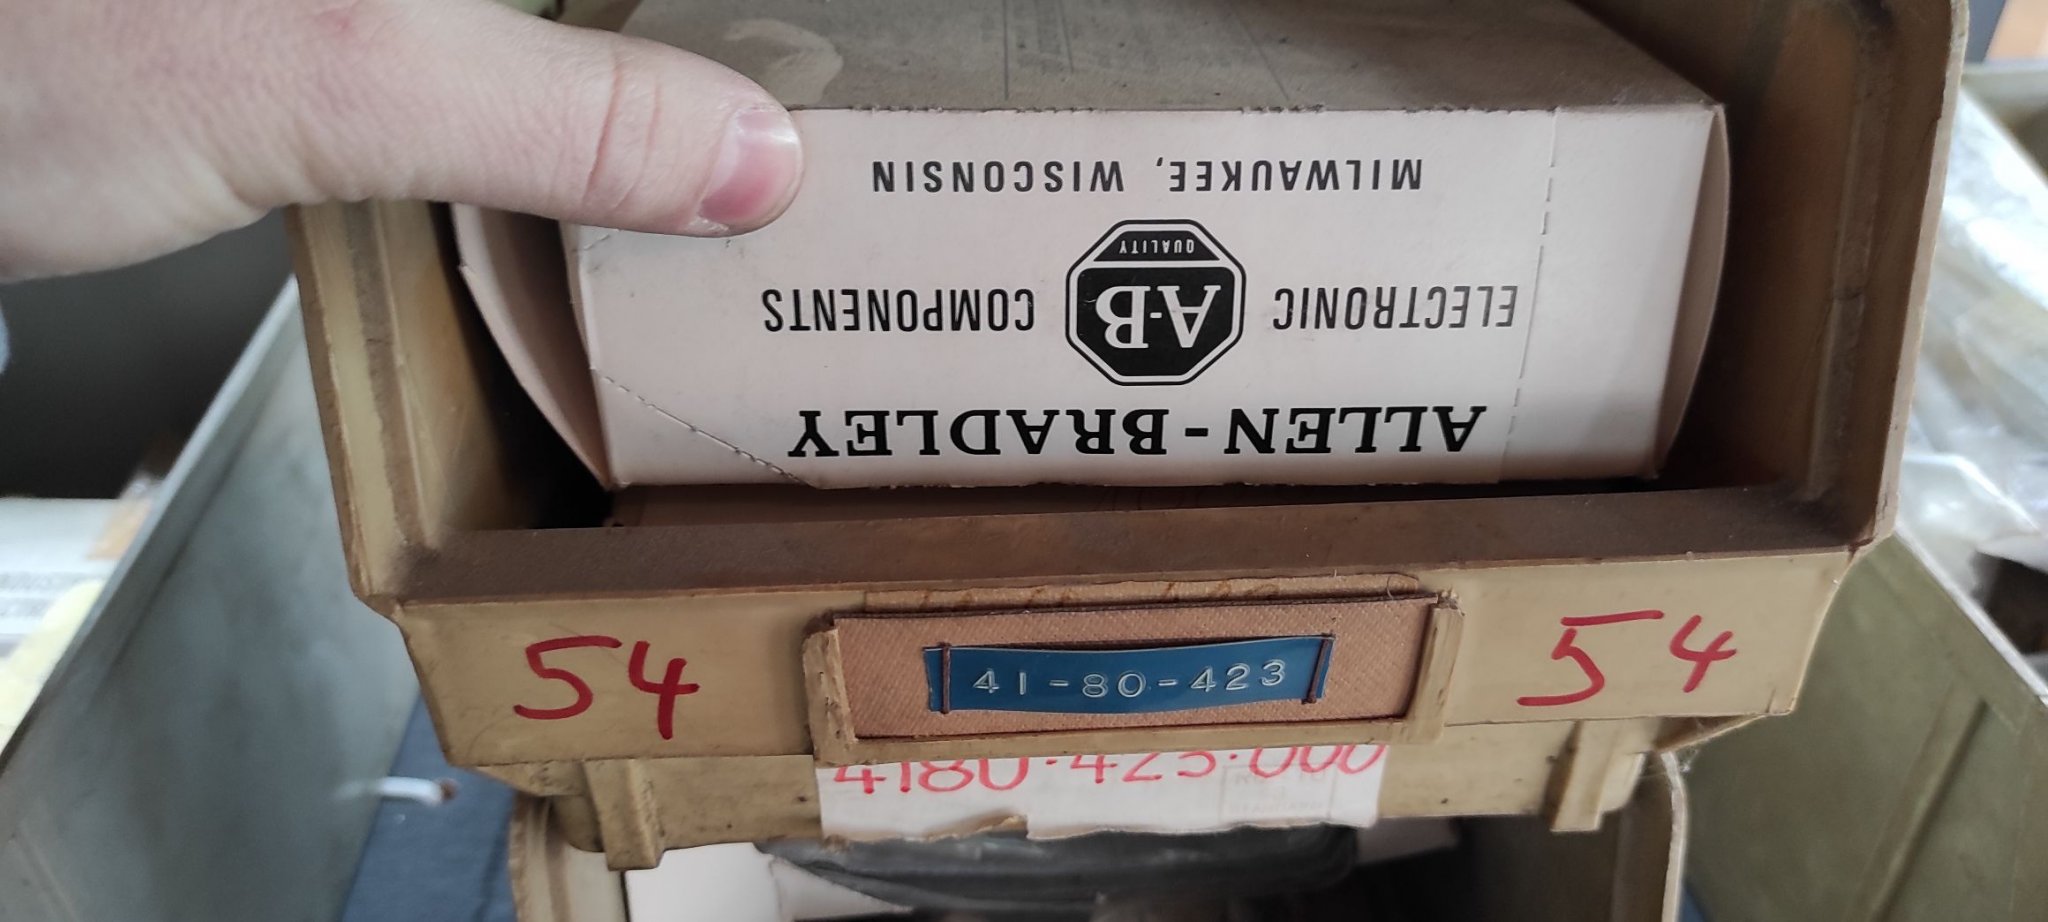 MILWAUKEE, WISCONSIN
QUALITY
ELECTRONIC A-B COMPONENTS
ALLEN-BRADLEY
54
41-80-423
54
4180-423.000